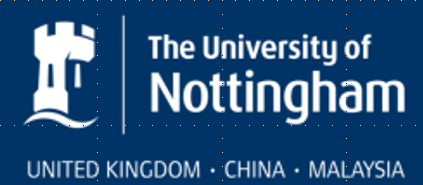 The University of
Nottingham
UNITED KINGDOM • CHINA • MALAYSIA